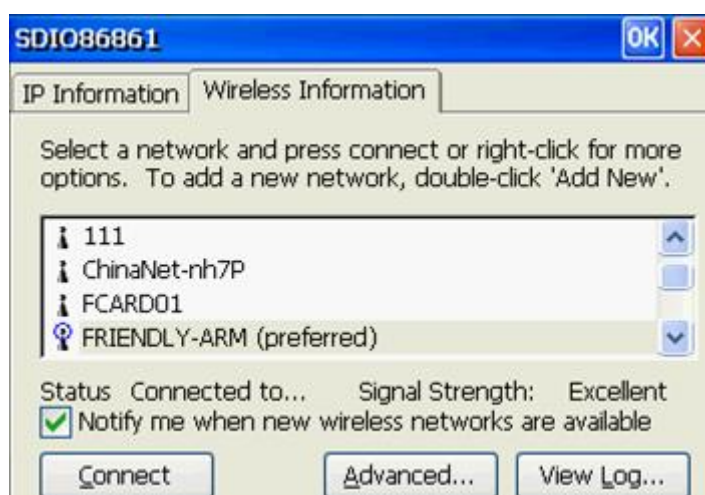 SDIO86861 OK
IP Information Wireless Information
Select a network and press connect or right-click for more
options. To add a new network, double-click 'Add New'.
111
ChinaNet-nh7P
FCARD01
FRIENDLY-ARM (preferred)
Status Connected to... Signal Strength: Excellent
Notify me when new wireless networks are available
Connect Advanced... View Log...